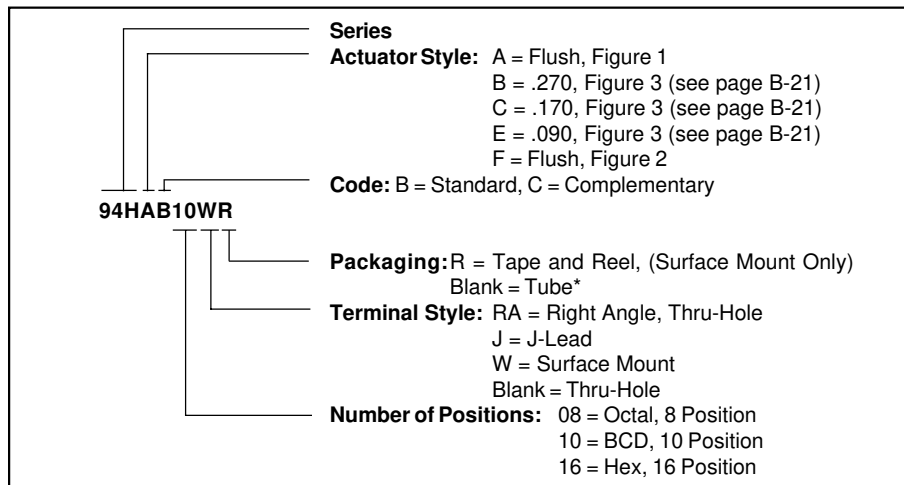 Series
Actuator Style: A = Flush, Figure 1
B = .270, Figure 3 (see page B-21)
C = .170, Figure 3 (see page B-21)
E = .090, Figure 3 (see page B-21)
F = Flush, Figure 2
Code: B = Standard, C = Complementary
94HAB10WR
Packaging: R = Tape and Reel, (Surface Mount Only)
Blank = Tube*
Terminal Style: RA = Right Angle, Thru-Hole
J = J-Lead
W = Surface Mount
Blank = Thru-Hole
Number of Positions: 08 = Octal, 8 Position
10 = BCD, 10 Position
16 = Hex, 16 Position